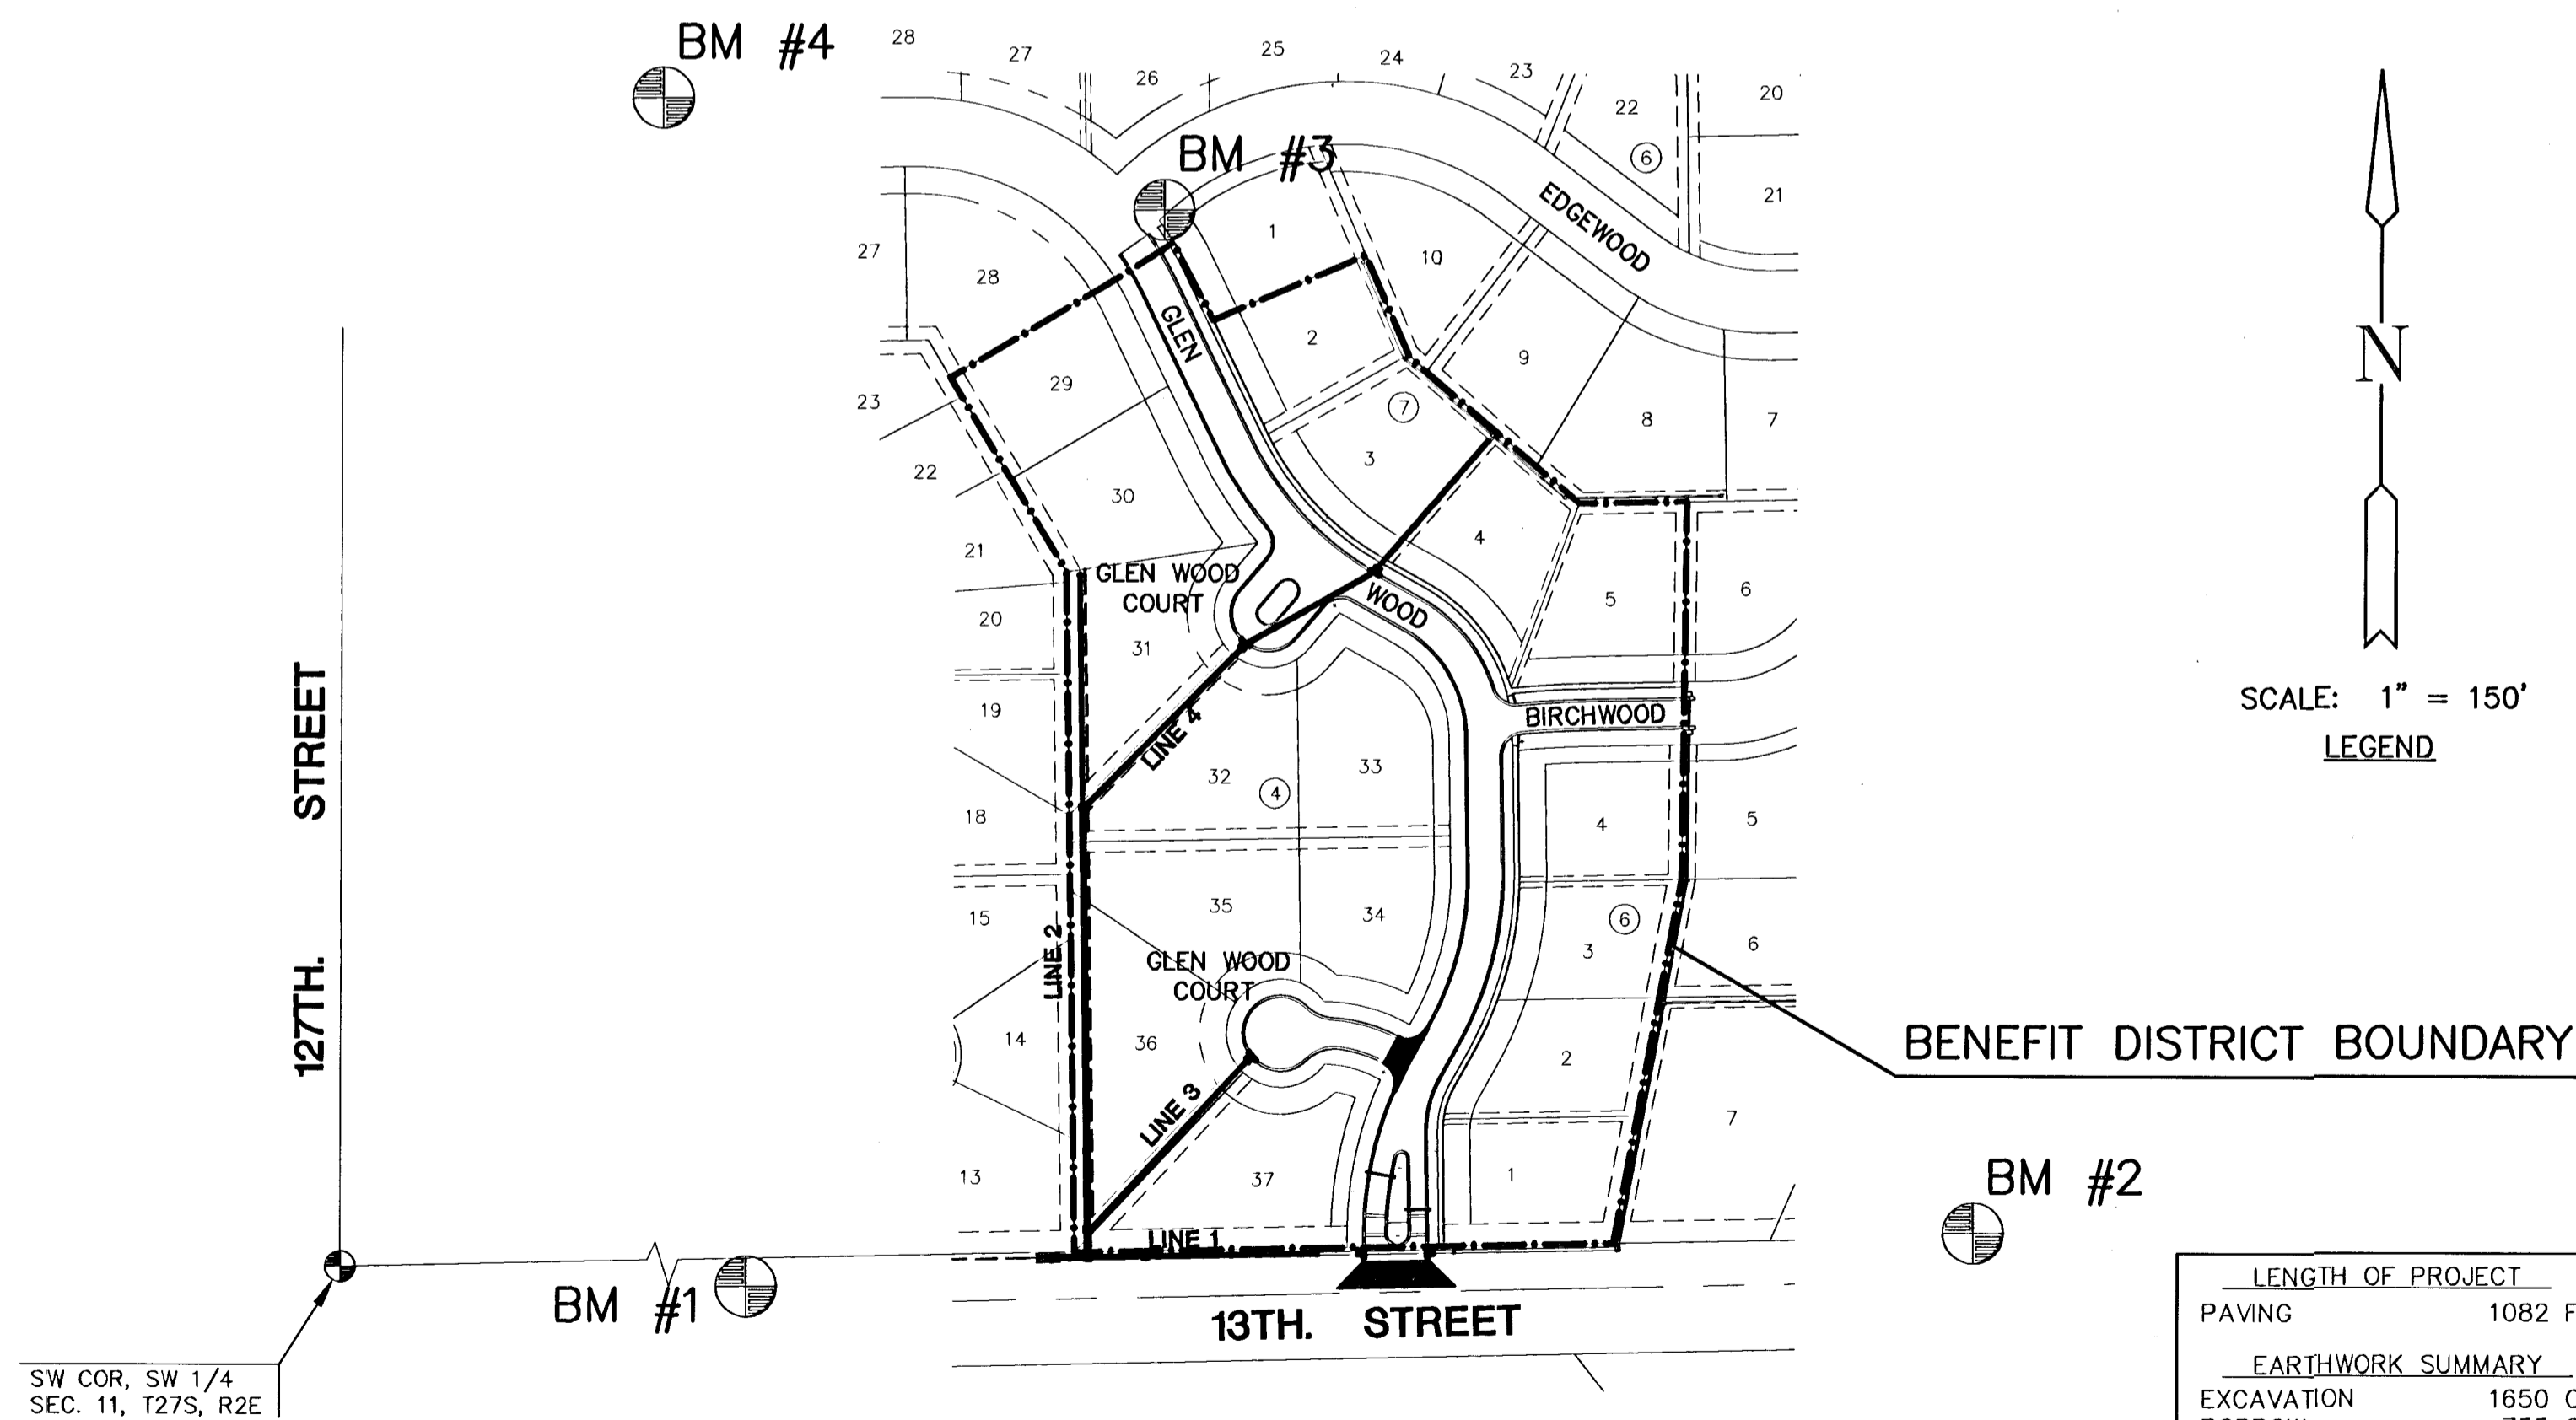 BM #4
28
27
26
25
24
23
22
20
6
21
BM #3
EDGEWOOD
1
10
27
28
GLEN
2
9
29
23
7
8
7
22
3
30
4
21
GLEN WOOD
COURT
WOOD
5
6
20
31
19
BIRCHWOOD
LINE 4
32
33
4
18
4
5
35
34
15
6
3
6
LINE 2
GLEN WOOD
COURT
14
36
2
LINE 3
7
13
37
1
LINE 1
127TH. STREET
13TH. STREET
BM #1
BM #2
SW COR, SW 1/4
SEC. 11, T27S, R2E
N
SCALE: 1" = 150'
LEGEND
BENEFIT DISTRICT BOUNDARY
LENGTH OF PROJECT
PAVING 1082 F
EARTHWORK SUMMARY
EXCAVATION 1650